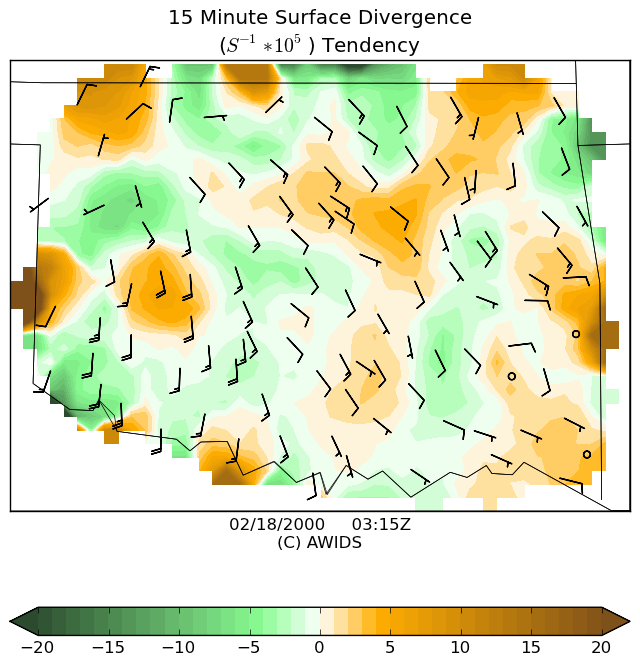 15 Minute Surface Divergence
(S⁻¹ * 10⁵ ) Tendency
02/18/2000 03:15Z
(C) AWIDS
−20 −15 −10 −5 0 5 10 15 20